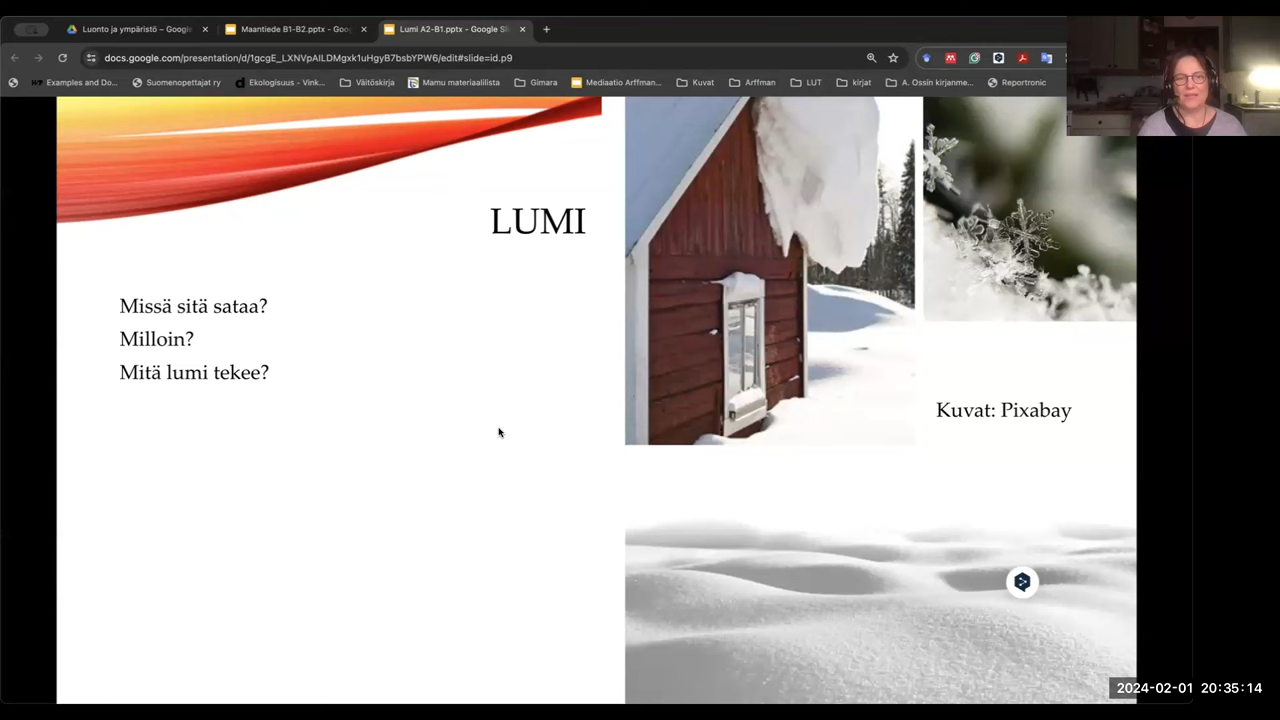 Luonto ja ympäristö – Google
Maantiede B1-B2.pptx - Goog
Lumi A2-B1.pptx - Google Sli
docs.google.com/presentation/d/1gcgE_LXNVpAlLDMgxk1uHgyB7bsbYPW6/edit#slide=id.p9
Examples and Do...
Suomenopettajat ry
Ekologisuus - Vink...
Väitöskirja
Mamu materiaalilista
Gimara
Mediaatio Arffman...
Kuvat
Arffman
LUT
kirjat
A. Ossin kirjanme...
Reportronic
LUMI
Missä sitä sataa?
Milloin?
Mitä lumi tekee?
Kuvat: Pixabay
2024-02-01 20:35:14